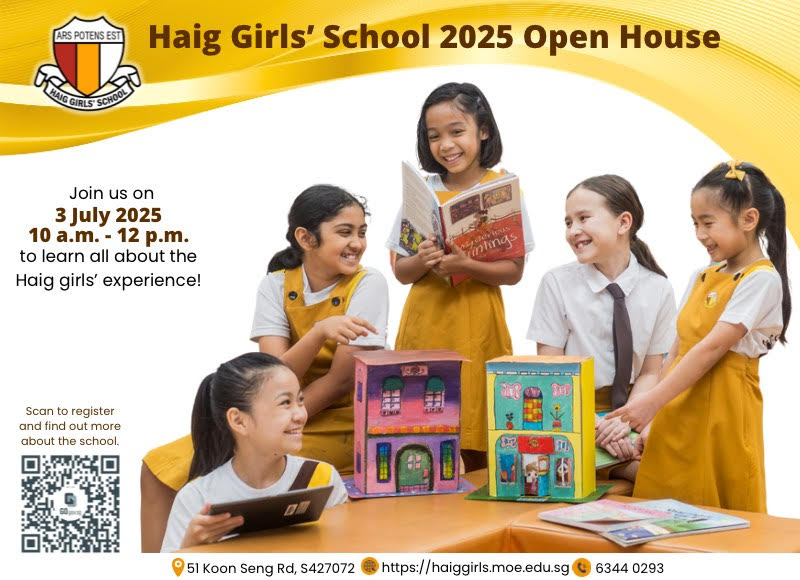 ARS POTENS EST
HAIG GIRLS' SCHOOL
Haig Girls’ School 2025 Open House
Join us on
3 July 2025
10 a.m. - 12 p.m.
to learn all about the
Haig girls’ experience!
Scan to register
and find out more
about the school.
51 Koon Seng Rd, S427072 https://haiggirls.moe.edu.sg 6344 0293